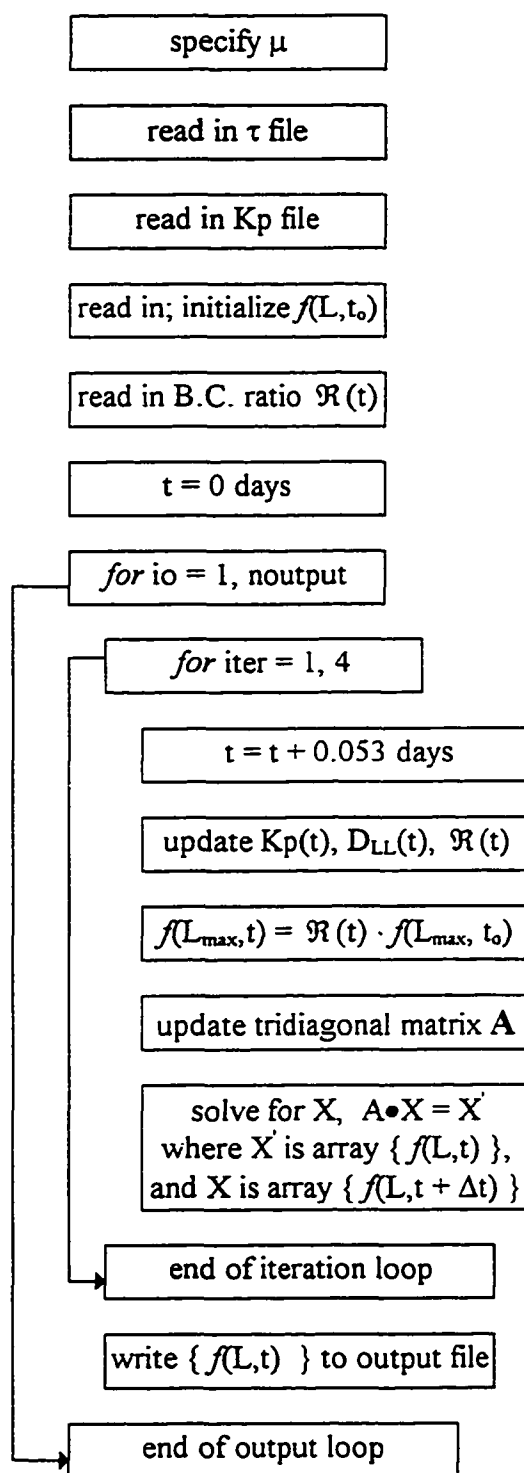 specify μ
read in τ file
read in Kp file
read in; initialize f(L,tₒ)
read in B.C. ratio ℜ(t)
t = 0 days
for io = 1, noutput
for iter = 1, 4
t = t + 0.053 days
update Kp(t), D_LL(t), ℜ(t)
f(L_max,t) = ℜ(t) · f(L_max, tₒ)
update tridiagonal matrix A
solve for X, A•X = X'
where X' is array { f(L,t) },
and X is array { f(L,t + Δt) }
end of iteration loop
write { f(L,t) } to output file
end of output loop